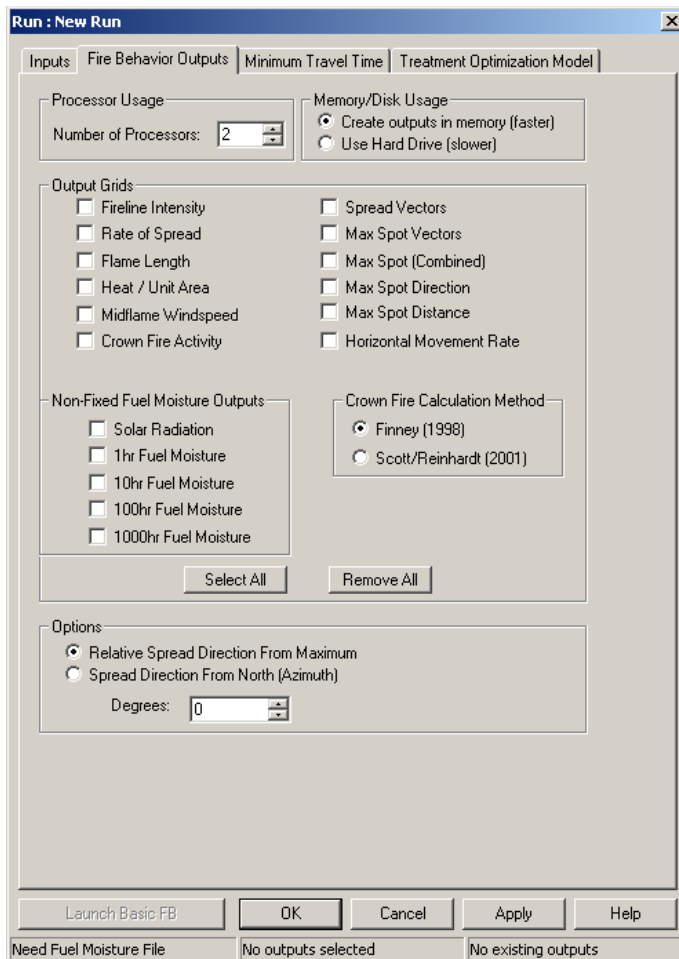 Run : New Run
Inputs
Fire Behavior Outputs
Minimum Travel Time
Treatment Optimization Model
Processor Usage
Number of Processors: 2
Memory/Disk Usage
Create outputs in memory (faster)
Use Hard Drive (slower)
Output Grids
Fireline Intensity
Rate of Spread
Flame Length
Heat / Unit Area
Midflame Windspeed
Crown Fire Activity
Spread Vectors
Max Spot Vectors
Max Spot (Combined)
Max Spot Direction
Max Spot Distance
Horizontal Movement Rate
Non-Fixed Fuel Moisture Outputs
Solar Radiation
1hr Fuel Moisture
10hr Fuel Moisture
100hr Fuel Moisture
1000hr Fuel Moisture
Crown Fire Calculation Method
Finney (1998)
Scott/Reinhardt (2001)
Select All
Remove All
Options
Relative Spread Direction From Maximum
Spread Direction From North (Azimuth)
Degrees: 0
Launch Basic FB
OK
Cancel
Apply
Help
Need Fuel Moisture File
No outputs selected
No existing outputs